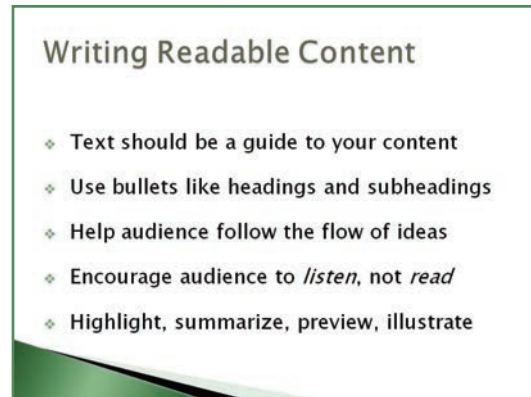 Writing Readable Content
Text should be a guide to your content
Use bullets like headings and subheadings
Help audience follow the flow of ideas
Encourage audience to listen, not read
Highlight, summarize, preview, illustrate